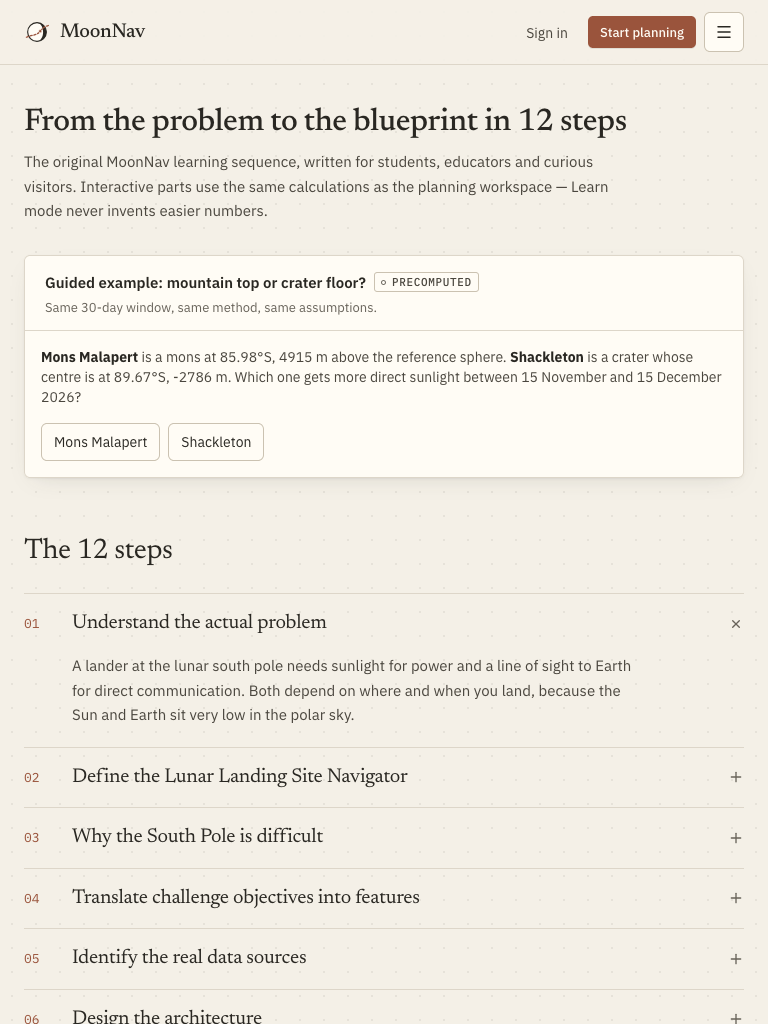 MoonNav
Sign in
Start planning
From the problem to the blueprint in 12 steps
The original MoonNav learning sequence, written for students, educators and curious
visitors. Interactive parts use the same calculations as the planning workspace — Learn
mode never invents easier numbers.
Guided example: mountain top or crater floor?
PRECOMPUTED
Same 30-day window, same method, same assumptions.
Mons Malapert is a mons at 85.98°S, 4915 m above the reference sphere. Shackleton is a crater whose
centre is at 89.67°S, -2786 m. Which one gets more direct sunlight between 15 November and 15 December
2026?
Mons Malapert
Shackleton
The 12 steps
01 Understand the actual problem
A lander at the lunar south pole needs sunlight for power and a line of sight to Earth
for direct communication. Both depend on where and when you land, because the
Sun and Earth sit very low in the polar sky.
02 Define the Lunar Landing Site Navigator
03 Why the South Pole is difficult
04 Translate challenge objectives into features
05 Identify the real data sources
06 Design the architecture